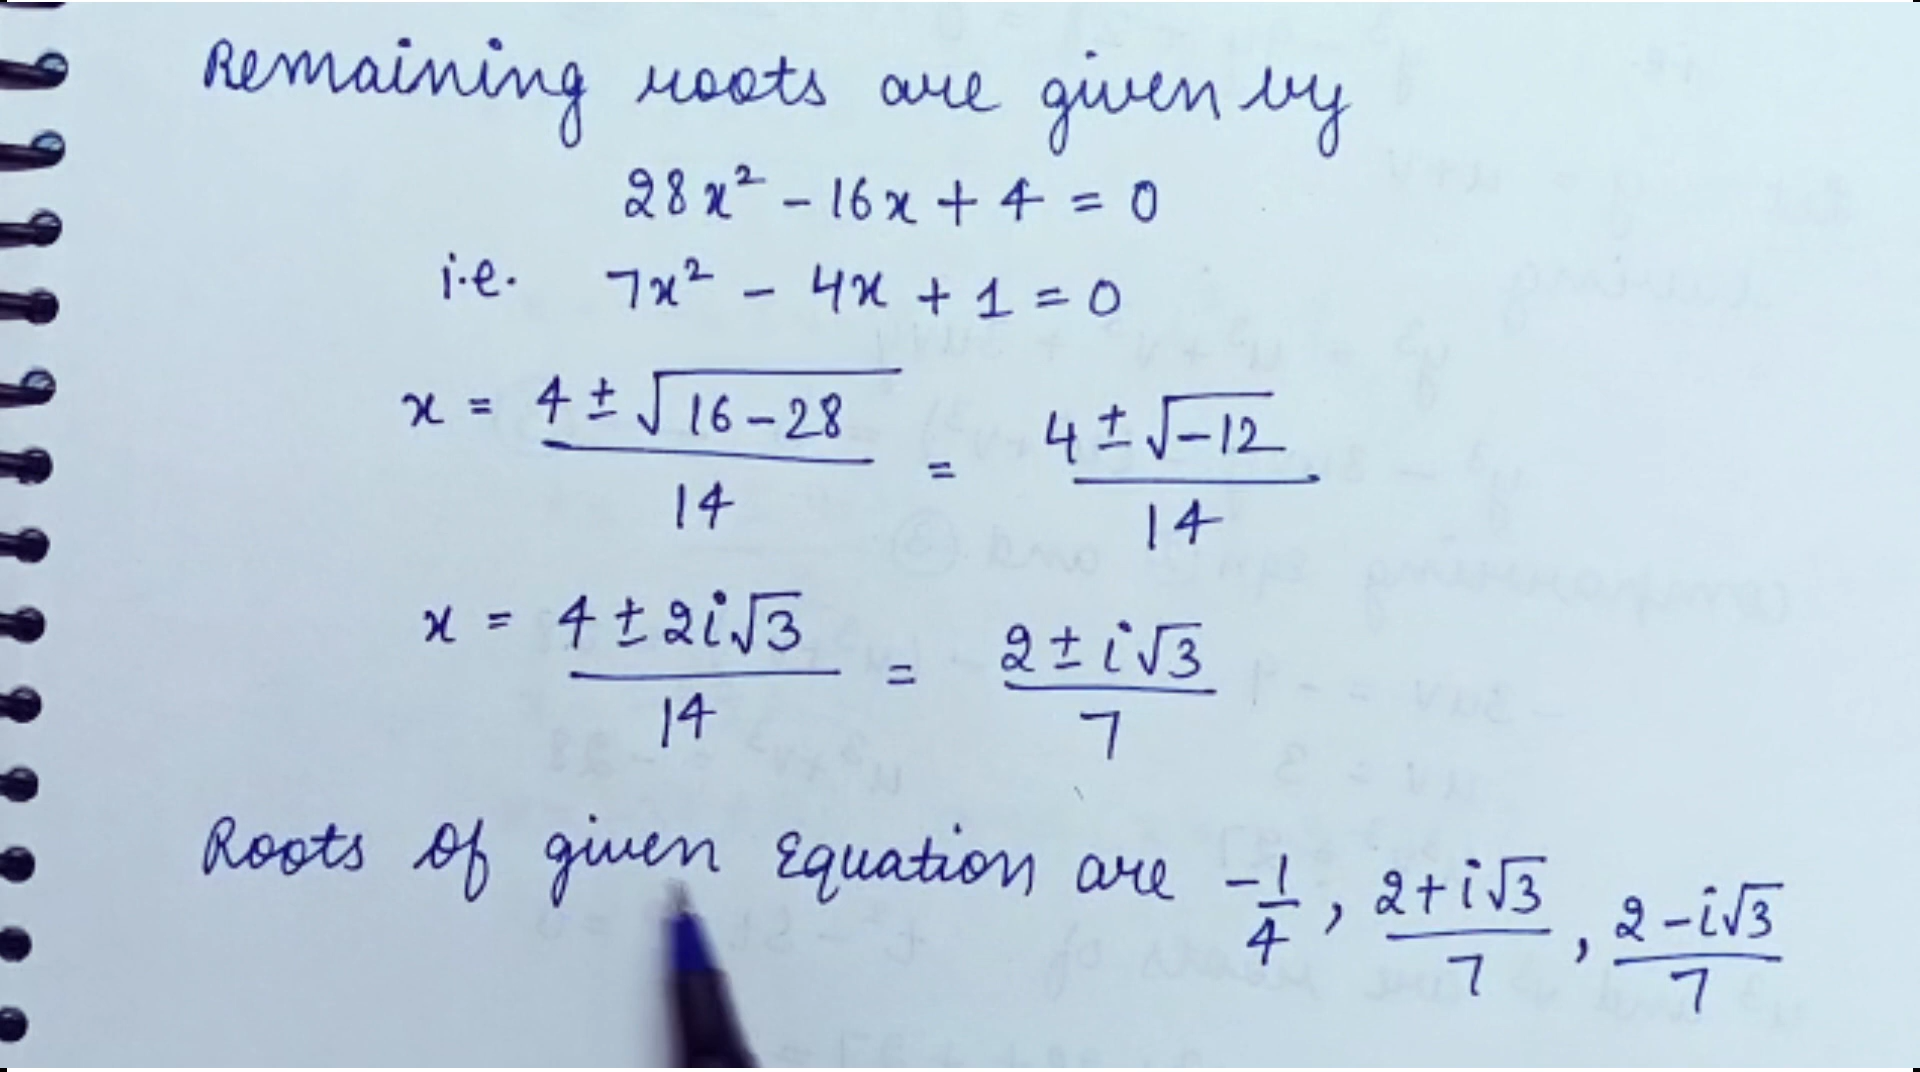 Remaining roots are given by
28x² - 16x + 4 = 0
i.e. 7x² - 4x + 1 = 0
x = (4 ± √(16-28))/14 = (4 ± √-12)/14
x = (4 ± 2i√3)/14 = (2 ± i√3)/7
Roots of given Equation are -1/4, (2+i√3)/7, (2-i√3)/7